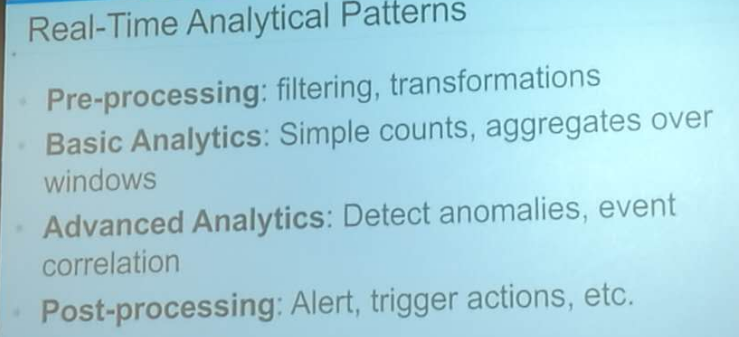 Real-Time Analytical Patterns
Pre-processing: filtering, transformations
Basic Analytics: Simple counts, aggregates over
windows
Advanced Analytics: Detect anomalies, event
correlation
Post-processing: Alert, trigger actions, etc.